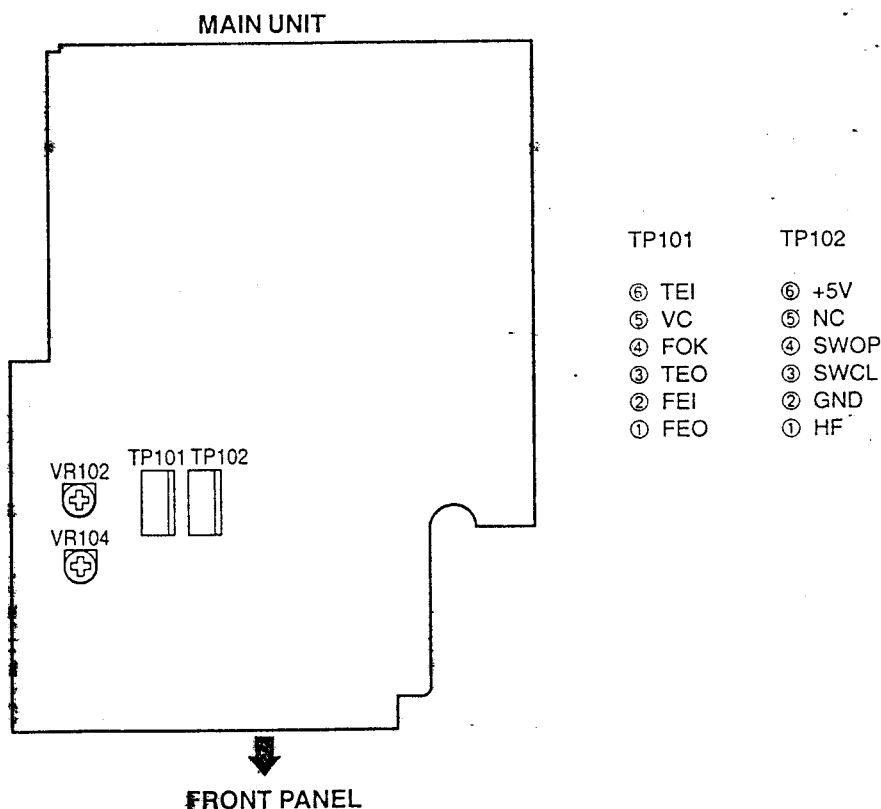 MAIN UNIT
TP101 TP102
⑥ TEI ⑥ +5V
⑤ VC ⑤ NC
④ FOK ④ SWOP
③ TEO ③ SWCL
② FEI ② GND
① FEO ① HF
TP101 TP102
VR102
VR104
FRONT PANEL